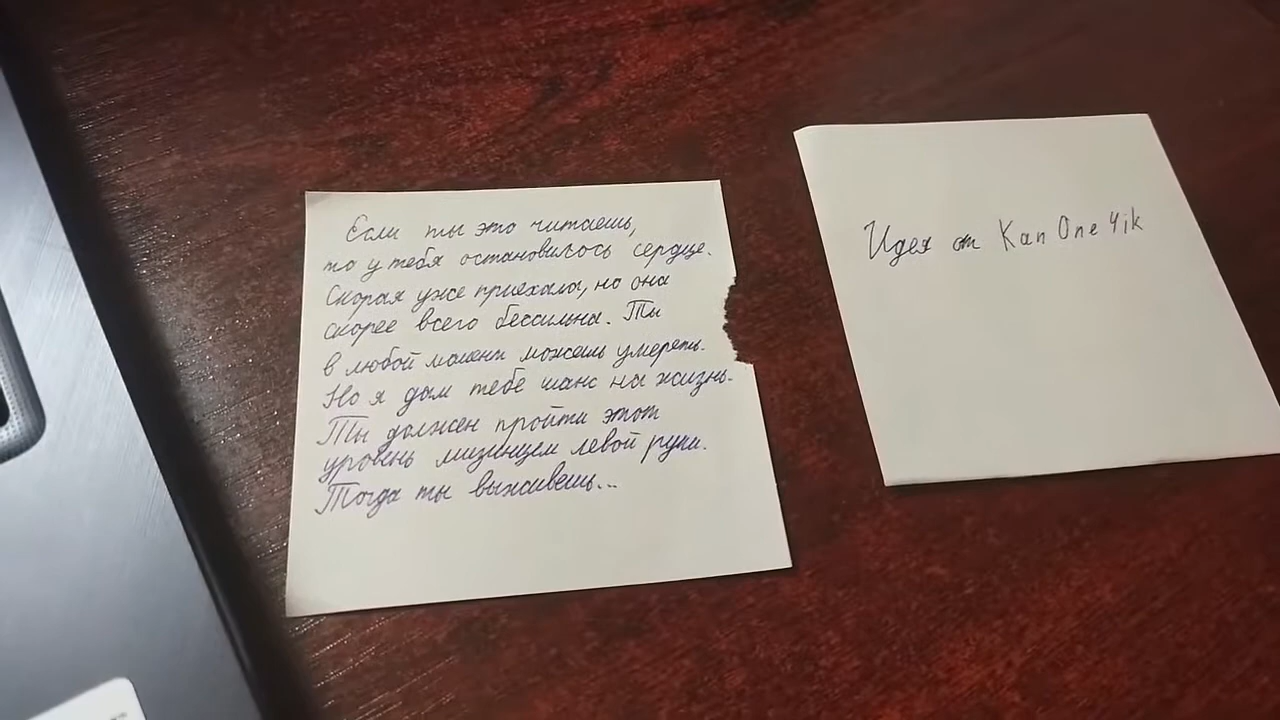 Если ты это читаешь,
то у тебя остановилось сердце.
Скорая уже приехала, но она
скорее всего бессильна. Ты
в любой момент можешь умереть.
Но я дам тебе шанс на жизнь.
Ты должен пройти этот
уровень мизинцем левой руки.
Тогда ты выживешь...
Идея от Kan One Yik